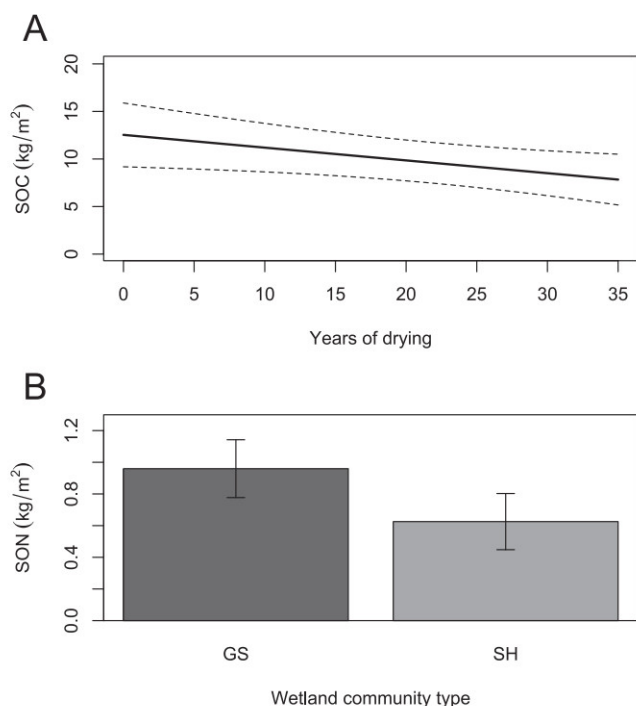 A
SOC (kg/m²)
20
15
10
5
0
0 5 10 15 20 25 30 35
Years of drying
B
SON (kg/m²)
1.2
0.8
0.4
0.0
GS SH
Wetland community type